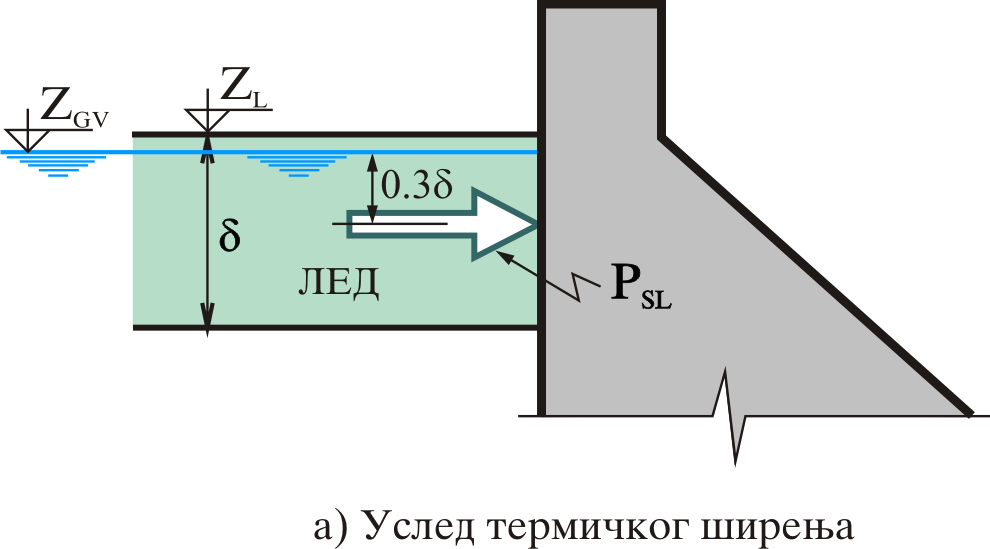 Z_GV
Z_L
0.3δ
δ
ЛЕД
P_SL
а) Услед термичког ширења